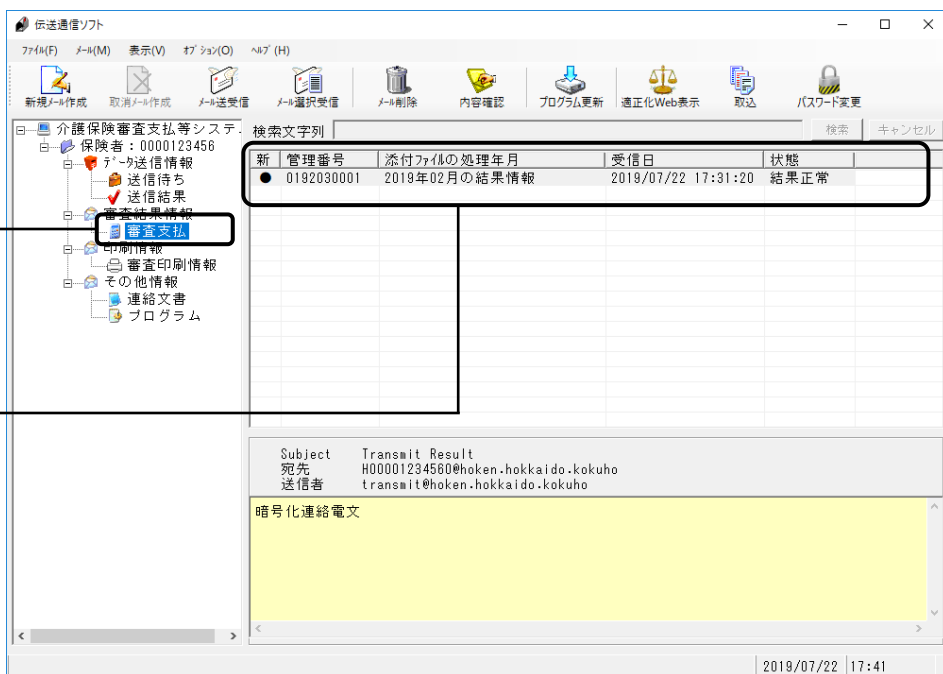 伝送通信ソフト
ファイル(F) メール(M) 表示(V) オプション(O) ヘルプ(H)
新規メール作成 取消メール作成 メール送受信 メール選択受信 メール削除 内容確認 プログラム更新 適正化Web表示 取込 パスワード変更
介護保険審査支払等システ
検索文字列 検索 キャンセル
保険者：0000123456
データ送信情報
送信待ち
送信結果
審査結果情報
審査支払
印刷情報
審査印刷情報
その他情報
連絡文書
プログラム
新 管理番号 添付ファイルの処理年月 受信日 状態
● 0192030001 2019年02月の結果情報 2019/07/22 17:31:20 結果正常
Subject Transmit Result
宛先 H00001234560@hoken.hokkaido.kokuho
送信者 transmit@hoken.hokkaido.kokuho
暗号化連絡電文
2019/07/22 17:41